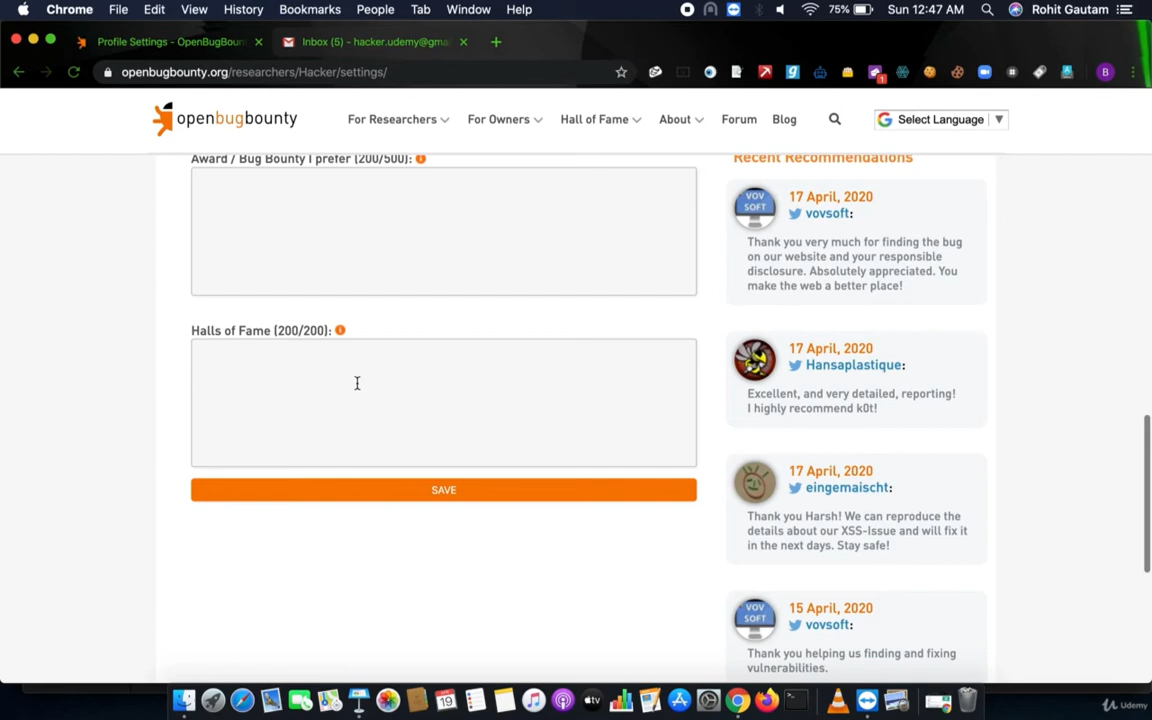 Chrome File Edit View History Bookmarks People Tab Window Help 75% Sun 12:47 AM Rohit Gautam
Profile Settings - OpenBugBoun Inbox (5) - hacker.udemy@gma
openbugbounty.org/researchers/Hacker/settings/
openbugbounty For Researchers For Owners Hall of Fame About Forum Blog Select Language
Award / Bug Bounty I prefer (200/500):
Halls of Fame (200/200):
SAVE
Recent Recommendations
VOV
SOFT
17 April, 2020
vovsoft:
Thank you very much for finding the bug
on our website and your responsible
disclosure. Absolutely appreciated. You
make the web a better place!
17 April, 2020
Hansaplastique:
Excellent, and very detailed, reporting!
I highly recommend k0t!
17 April, 2020
eingemaischt:
Thank you Harsh! We can reproduce the
details about our XSS-Issue and will fix it
in the next days. Stay safe!
VOV
SOFT
15 April, 2020
vovsoft:
Thank you helping us finding and fixing
vulnerabilities.
19
Udemy